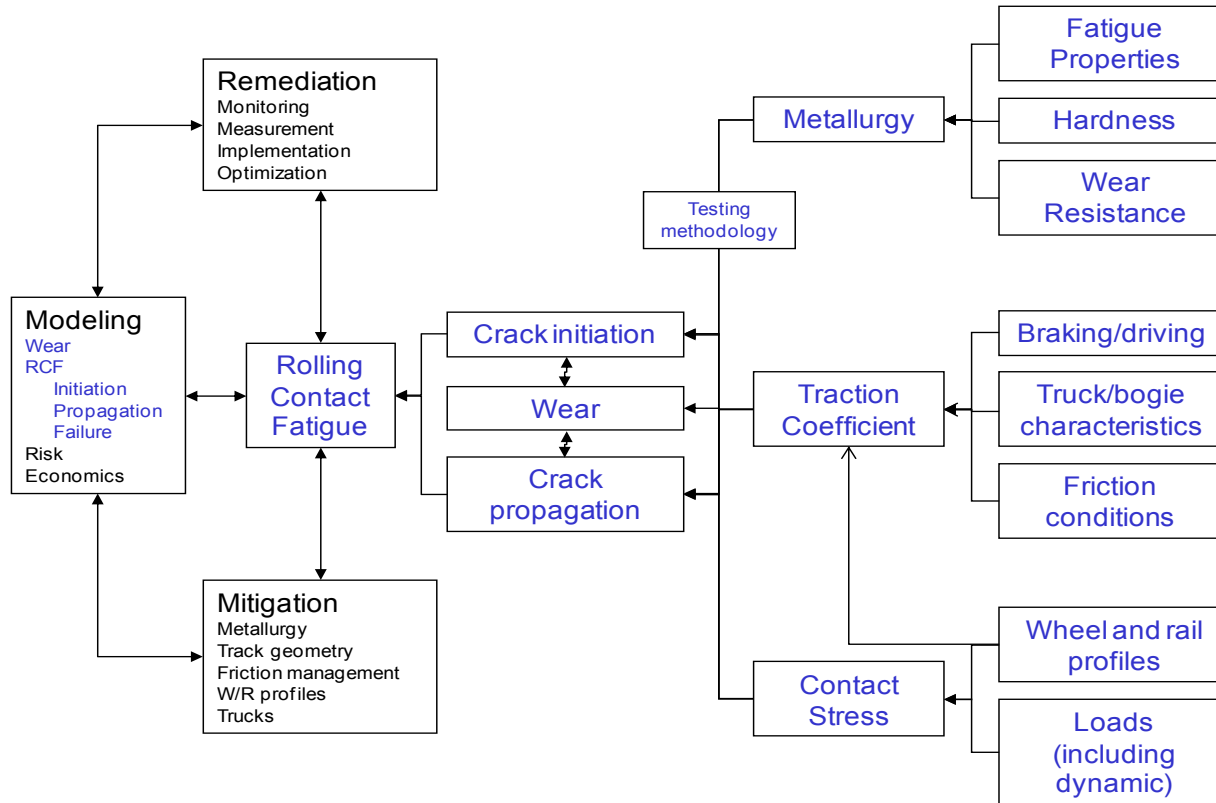 Remediation
Monitoring
Measurement
Implementation
Optimization
Modeling
Wear
RCF
Initiation
Propagation
Failure
Risk
Economics
Rolling
Contact
Fatigue
Mitigation
Metallurgy
Track geometry
Friction management
W/R profiles
Trucks
Crack initiation
Wear
Crack
propagation
Metallurgy
Testing
methodology
Traction
Coefficient
Contact
Stress
Fatigue
Properties
Hardness
Wear
Resistance
Braking/driving
Truck/bogie
characteristics
Friction
conditions
Wheel and rail
profiles
Loads
(including
dynamic)